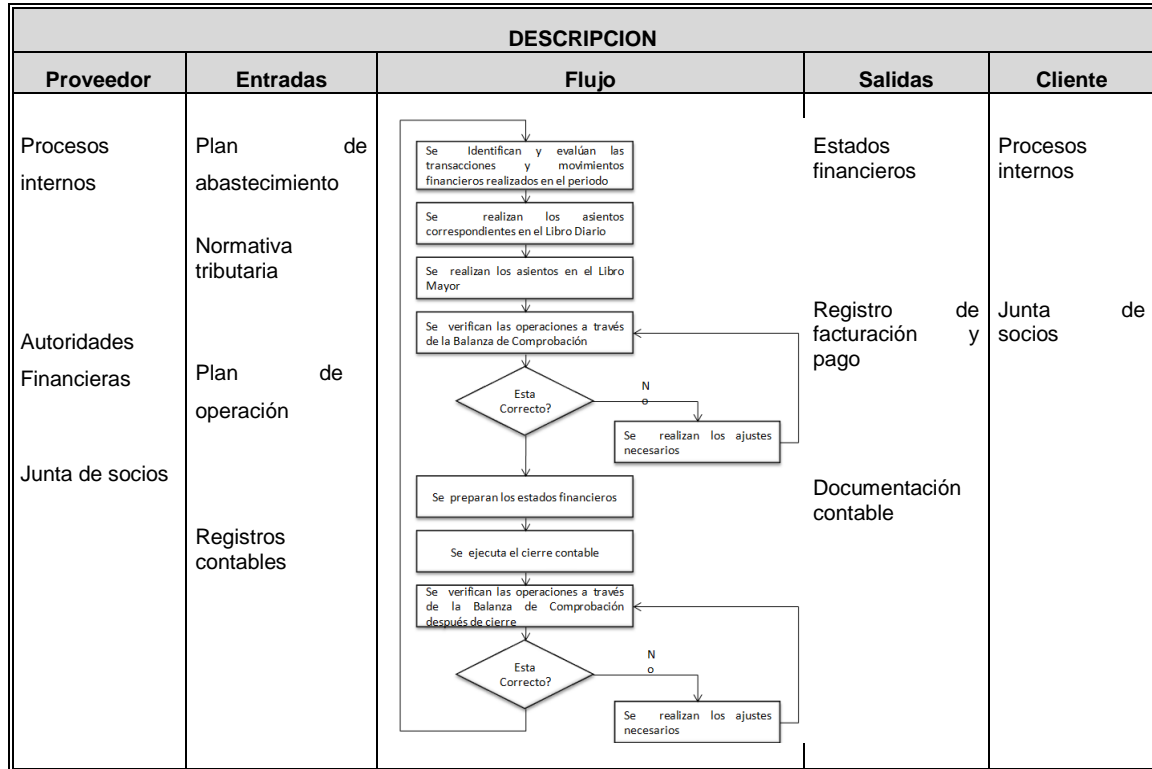 DESCRIPCION
Proveedor
Entradas
Flujo
Salidas
Cliente
Procesos
internos
Autoridades
Financieras
Junta de socios
Plan de
abastecimiento
Normativa
tributaria
Plan de
operación
Registros
contables
Se Identifican y evalúan las
transacciones y movimientos
financieros realizados en el periodo
Se realizan los asientos
correspondientes en el Libro Diario
Se realizan los asientos en el Libro
Mayor
Se verifican las operaciones a través
de la Balanza de Comprobación
Esta
Correcto?
N
o
Se realizan los ajustes
necesarios
Se preparan los estados financieros
Se ejecuta el cierre contable
Se verifican las operaciones a través
de la Balanza de Comprobación
después de cierre
Esta
Correcto?
N
o
Se realizan los ajustes
necesarios
Estados
financieros
Registro de
facturación y
pago
Documentación
contable
Procesos
internos
Junta de
socios